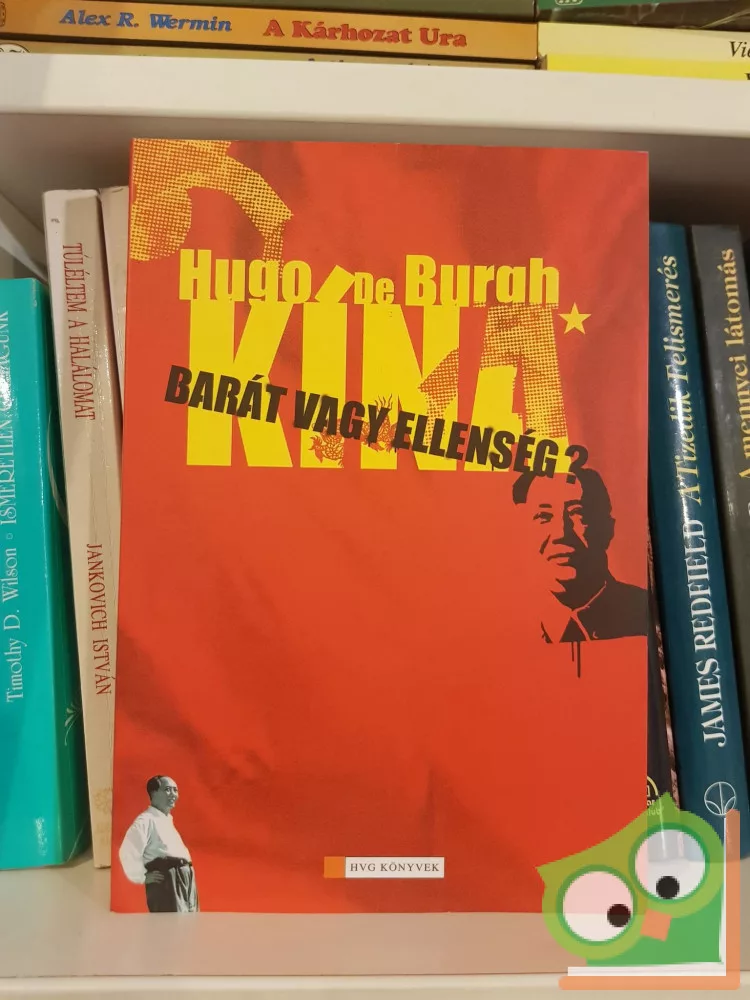 Alex R. Wermin A Kárhozat Ura
Hugo De Burgh
KÍNA
BARÁT VAGY ELLENSÉG?
HVG KÖNYVEK
Timothy D. Wilson
TÚLÉLTEM A HALÁLOMAT
JANKOVICH ISTVÁN
JAMES REDFIELD A Tizedik Felismerés
A mennyei látomás